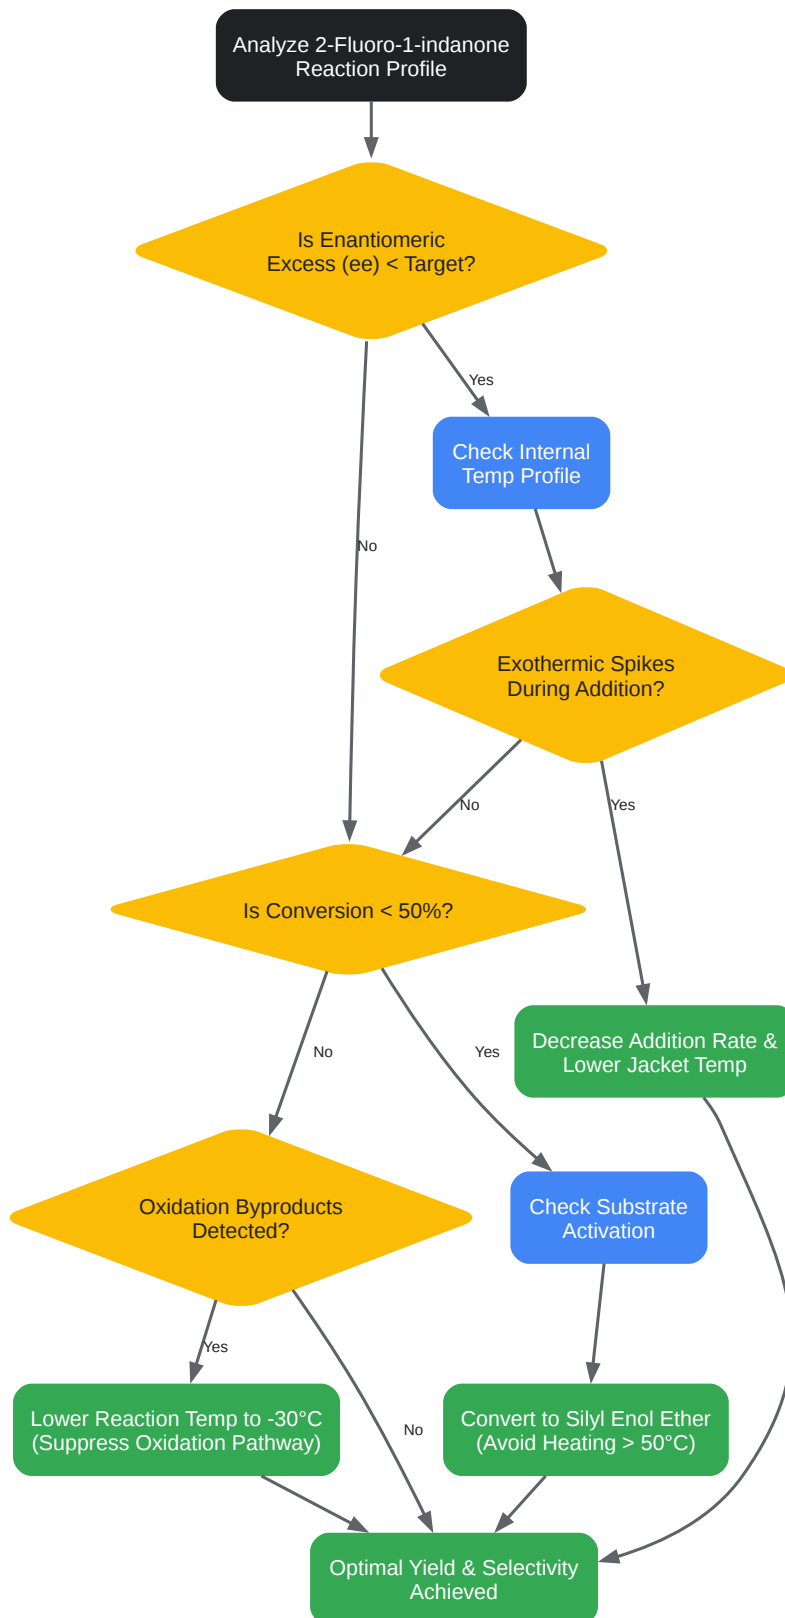 Analyze 2-Fluoro-1-indanone
Reaction Profile
Is Enantiomeric
Excess (ee) < Target?
Yes
Check Internal
Temp Profile
No
Exothermic Spikes
During Addition?
No
Yes
Is Conversion < 50%?
No
Yes
Decrease Addition Rate &
Lower Jacket Temp
Oxidation Byproducts
Detected?
Check Substrate
Activation
Yes
No
Lower Reaction Temp to -30°C
(Suppress Oxidation Pathway)
Convert to Silyl Enol Ether
(Avoid Heating > 50°C)
Optimal Yield & Selectivity
Achieved